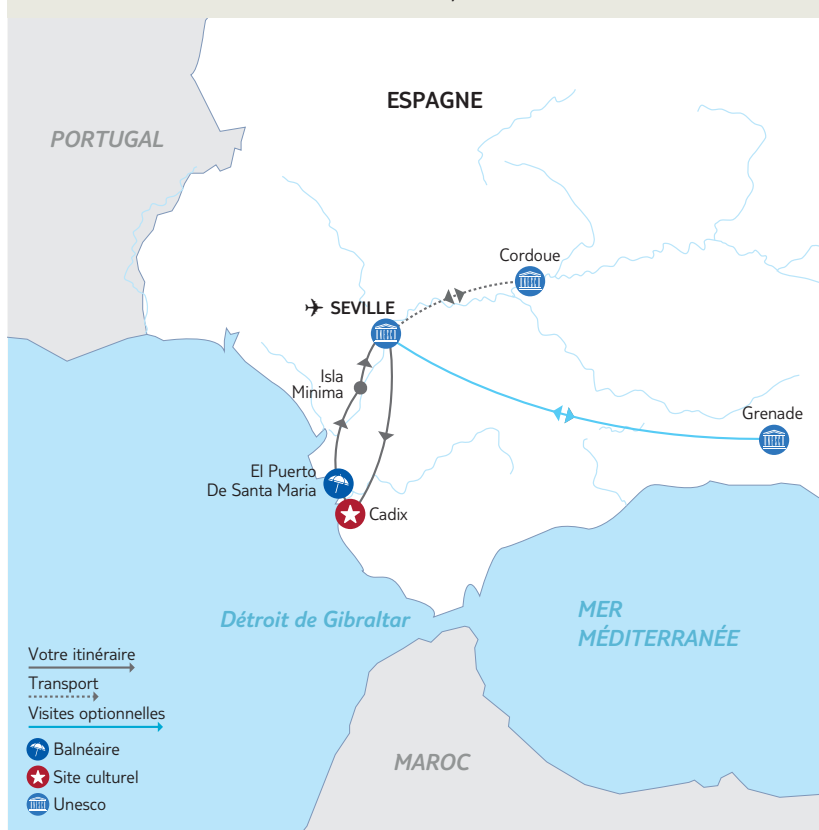 ESPAGNE
PORTUGAL
Cordoue
SEVILLE
Isla
Minima
Grenade
El Puerto
De Santa Maria
Cadix
Détroit de Gibraltar
MER
MÉDITERRANÉE
Votre itinéraire
Transport
Visites optionnelles
Balnéaire
Site culturel
Unesco
MAROC